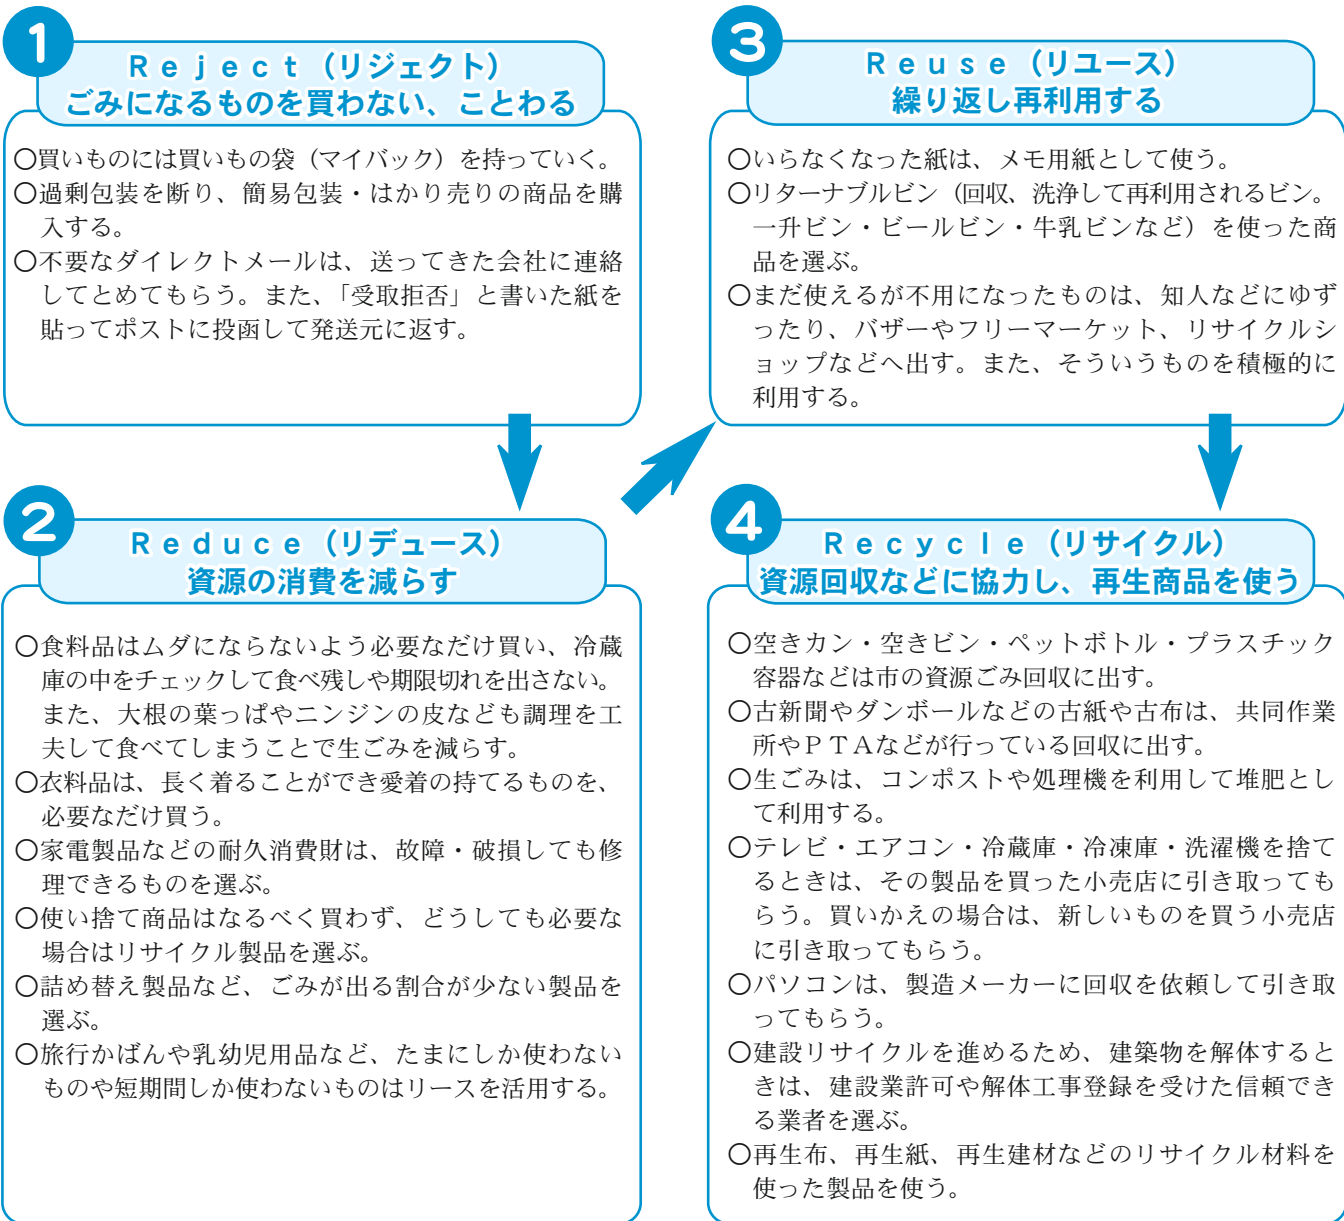 1
Ｒｅｊｅｃｔ（リジェクト）
ごみになるものを買わない、ことわる
○買いものには買いもの袋（マイバック）を持っていく。
○過剰包装を断り、簡易包装・はかり売りの商品を購
入する。
○不要なダイレクトメールは、送ってきた会社に連絡
してとめてもらう。また、「受取拒否」と書いた紙を
貼ってポストに投函して発送元に返す。
2
Ｒｅｄｕｃｅ（リデュース）
資源の消費を減らす
○食料品はムダにならないよう必要なだけ買い、冷蔵
庫の中をチェックして食べ残しや期限切れを出さない。
また、大根の葉っぱやニンジンの皮なども調理を工
夫して食べてしまうことで生ごみを減らす。
○衣料品は、長く着ることができ愛着の持てるものを、
必要なだけ買う。
○家電製品などの耐久消費財は、故障・破損しても修
理できるものを選ぶ。
○使い捨て商品はなるべく買わず、どうしても必要な
場合はリサイクル製品を選ぶ。
○詰め替え製品など、ごみが出る割合が少ない製品を
選ぶ。
○旅行かばんや乳幼児用品など、たまにしか使わない
ものや短期間しか使わないものはリースを活用する。
3
Ｒｅｕｓｅ（リユース）
繰り返し再利用する
○いらなくなった紙は、メモ用紙として使う。
○リターナブルビン（回収、洗浄して再利用されるビン。
一升ビン・ビールビン・牛乳ビンなど）を使った商
品を選ぶ。
○まだ使えるが不用になったものは、知人などにゆず
ったり、バザーやフリーマーケット、リサイクルシ
ョップなどへ出す。また、そういうものを積極的に
利用する。
4
Ｒｅｃｙｃｌｅ（リサイクル）
資源回収などに協力し、再生商品を使う
○空きカン・空きビン・ペットボトル・プラスチック
容器などは市の資源ごみ回収に出す。
○古新聞やダンボールなどの古紙や古布は、共同作業
所やＰＴＡなどが行っている回収に出す。
○生ごみは、コンポストや処理機を利用して堆肥とし
て利用する。
○テレビ・エアコン・冷蔵庫・冷凍庫・洗濯機を捨て
るときは、その製品を買った小売店に引き取っても
らう。買いかえの場合は、新しいものを買う小売店
に引き取ってもらう。
○パソコンは、製造メーカーに回収を依頼して引き取
ってもらう。
○建設リサイクルを進めるため、建築物を解体すると
きは、建設業許可や解体工事登録を受けた信頼でき
る業者を選ぶ。
○再生布、再生紙、再生建材などのリサイクル材料を
使った製品を使う。